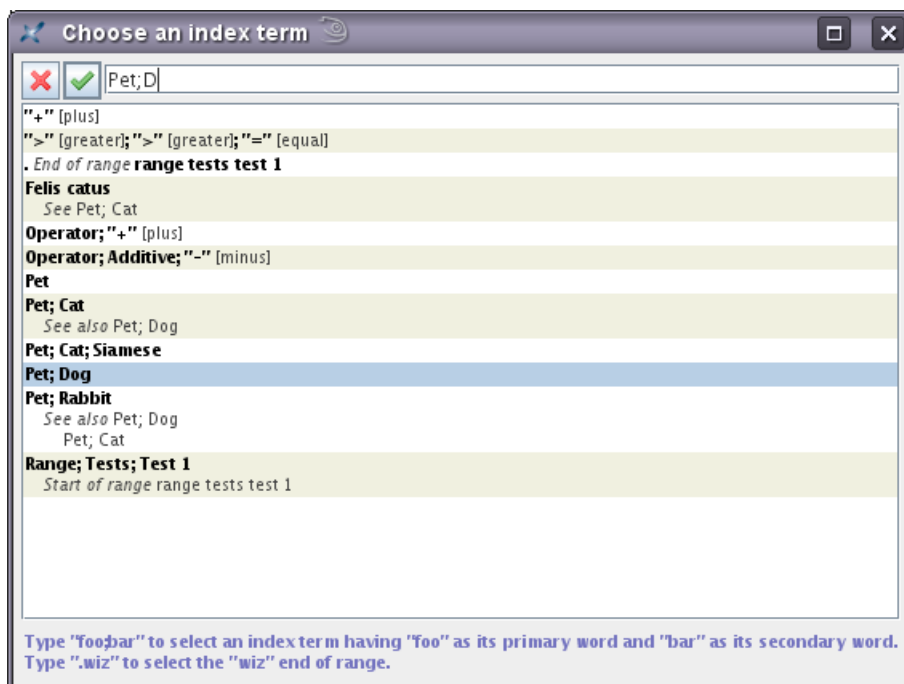 Choose an index term
Pet;D
"+" [plus]
">" [greater]; ">" [greater]; "=" [equal]
. End of range range tests test 1
Felis catus
See Pet; Cat
Operator; "+" [plus]
Operator; Additive; "-" [minus]
Pet
Pet; Cat
See also Pet; Dog
Pet; Cat; Siamese
Pet; Dog
Pet; Rabbit
See also Pet; Dog
Pet; Cat
Range; Tests; Test 1
Start of range range tests test 1
Type "foo;bar" to select an index term having "foo" as its primary word and "bar" as its secondary word.
Type ".wiz" to select the "wiz" end of range.